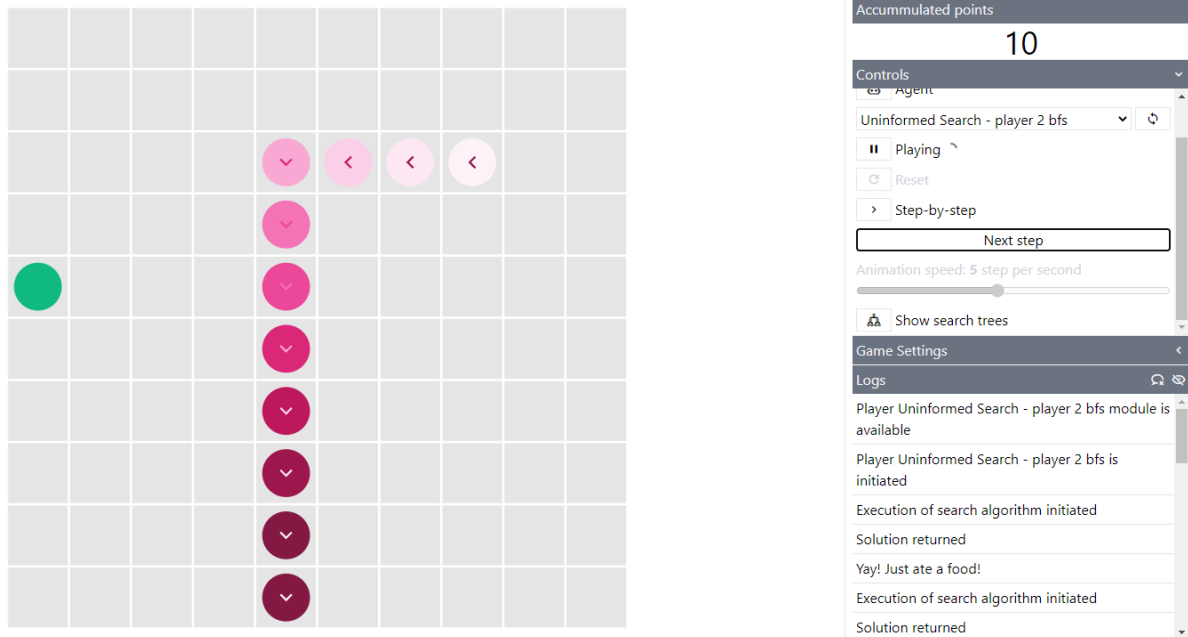 Accummulated points
10
Controls
Agent
Uninformed Search - player 2 bfs
Playing
Reset
Step-by-step
Next step
Animation speed: 5 step per second
Show search trees
Game Settings
Logs
Player Uninformed Search - player 2 bfs module is
available
Player Uninformed Search - player 2 bfs is
initiated
Execution of search algorithm initiated
Solution returned
Yay! Just ate a food!
Execution of search algorithm initiated
Solution returned